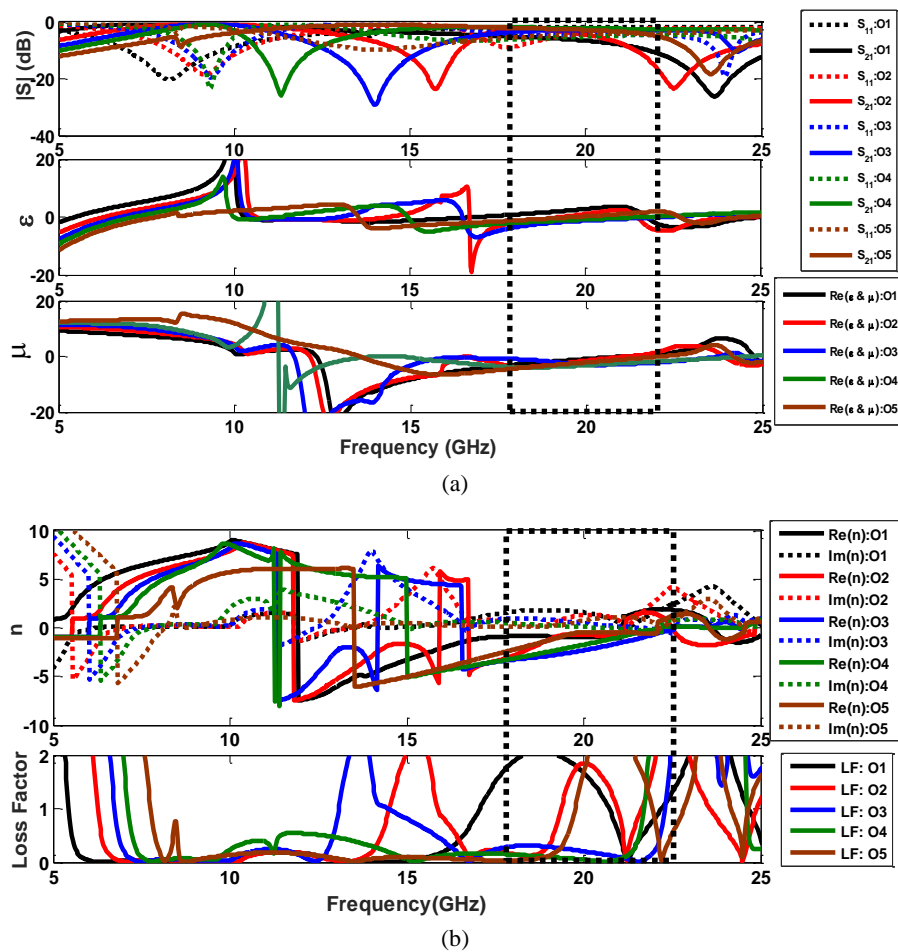 0
-20
-40
|S| (dB)
5
10
15
20
25
20
0
-20
ε
5
10
15
20
25
20
0
-20
μ
5
10
15
20
25
Frequency (GHz)
S11:O1
S21:O1
S11:O2
S21:O2
S11:O3
S21:O3
S11:O4
S21:O4
S11:O5
S21:O5
Re(ε & μ):O1
Re(ε & μ):O2
Re(ε & μ):O3
Re(ε & μ):O4
Re(ε & μ):O5
(a)
10
5
0
-5
-10
n
5
10
15
20
25
2
1
0
Loss Factor
5
10
15
20
25
Frequency(GHz)
Re(n):O1
Im(n):O1
Re(n):O2
Im(n):O2
Re(n):O3
Im(n):O3
Re(n):O4
Im(n):O4
Re(n):O5
Im(n):O5
LF: O1
LF: O2
LF: O3
LF: O4
LF: O5
(b)